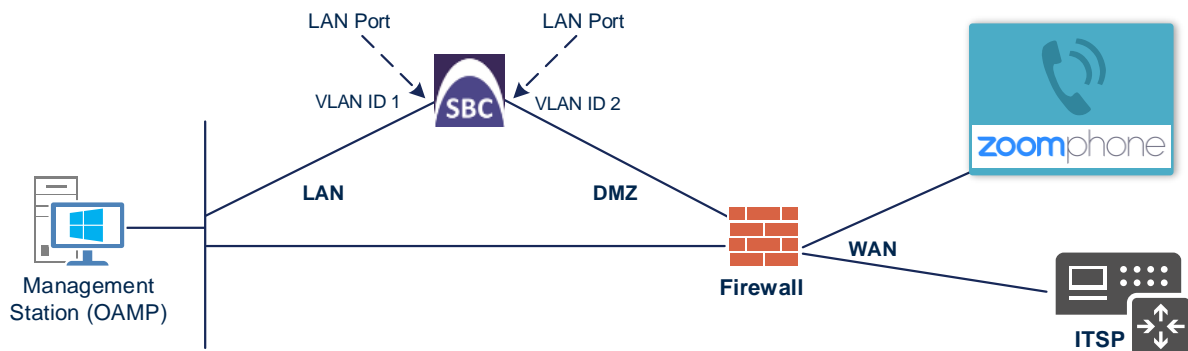 LAN Port
LAN Port
VLAN ID 1
SBC
VLAN ID 2
zoomphone
LAN
DMZ
WAN
Firewall
Management
Station (OAMP)
ITSP